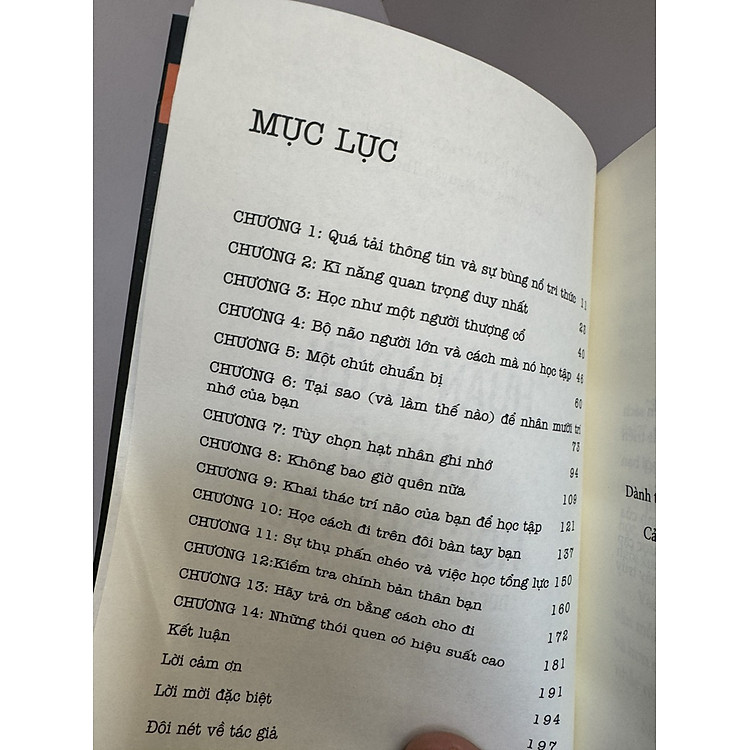 MỤC LỤC
CHƯƠNG 1: Quá tải thông tin và sự bùng nổ tri thức 11
CHƯƠNG 2: Kĩ năng quan trọng duy nhất 23
CHƯƠNG 3: Học như một người thượng cổ 40
CHƯƠNG 4: Bộ não người lớn và cách mà nó học tập 46
CHƯƠNG 5: Một chút chuẩn bị 60
CHƯƠNG 6: Tại sao (và làm thế nào) để nhân mười trí
nhớ của bạn 73
CHƯƠNG 7: Tùy chọn hạt nhân ghi nhớ 94
CHƯƠNG 8: Không bao giờ quên nữa 109
CHƯƠNG 9: Khai thác trí não của bạn để học tập 121
CHƯƠNG 10: Học cách đi trên đôi bàn tay bạn 137
CHƯƠNG 11: Sự thụ phấn chéo và việc học tổng lực 150
CHƯƠNG 12:Kiểm tra chính bản thân bạn 160
CHƯƠNG 13: Hãy trả ơn bằng cách cho đi 172
CHƯƠNG 14: Những thói quen có hiệu suất cao 181
Kết luận 191
Lời cảm ơn 194
Lời mời đặc biệt 197
Đôi nét về tác giả
Dành t
Cả